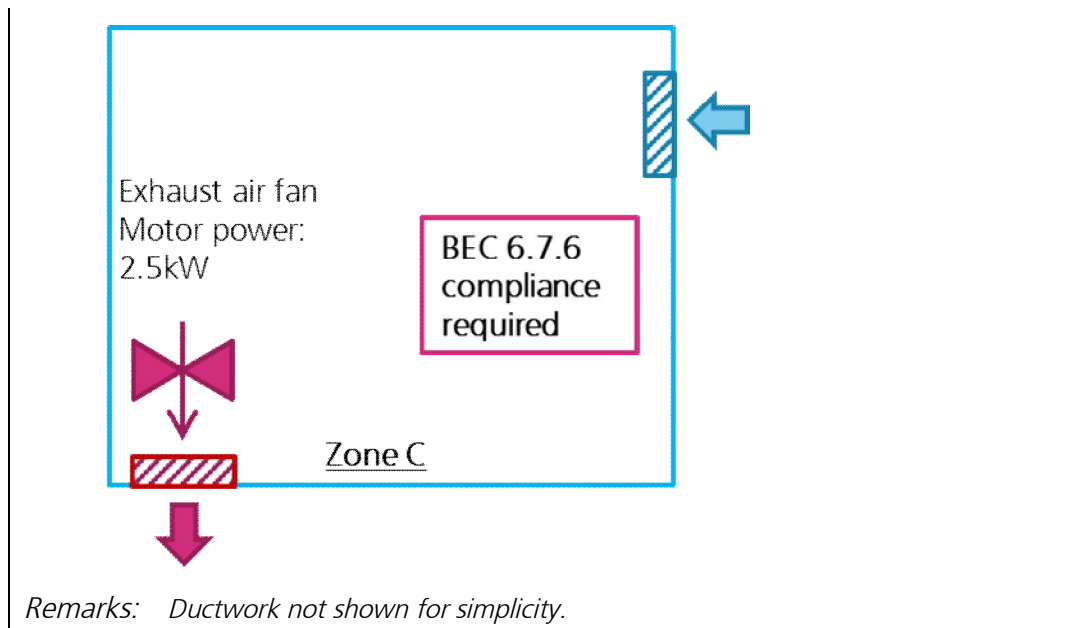 Exhaust air fan
Motor power:
2.5kW
BEC 6.7.6
compliance
required
Zone C
Remarks: Ductwork not shown for simplicity.